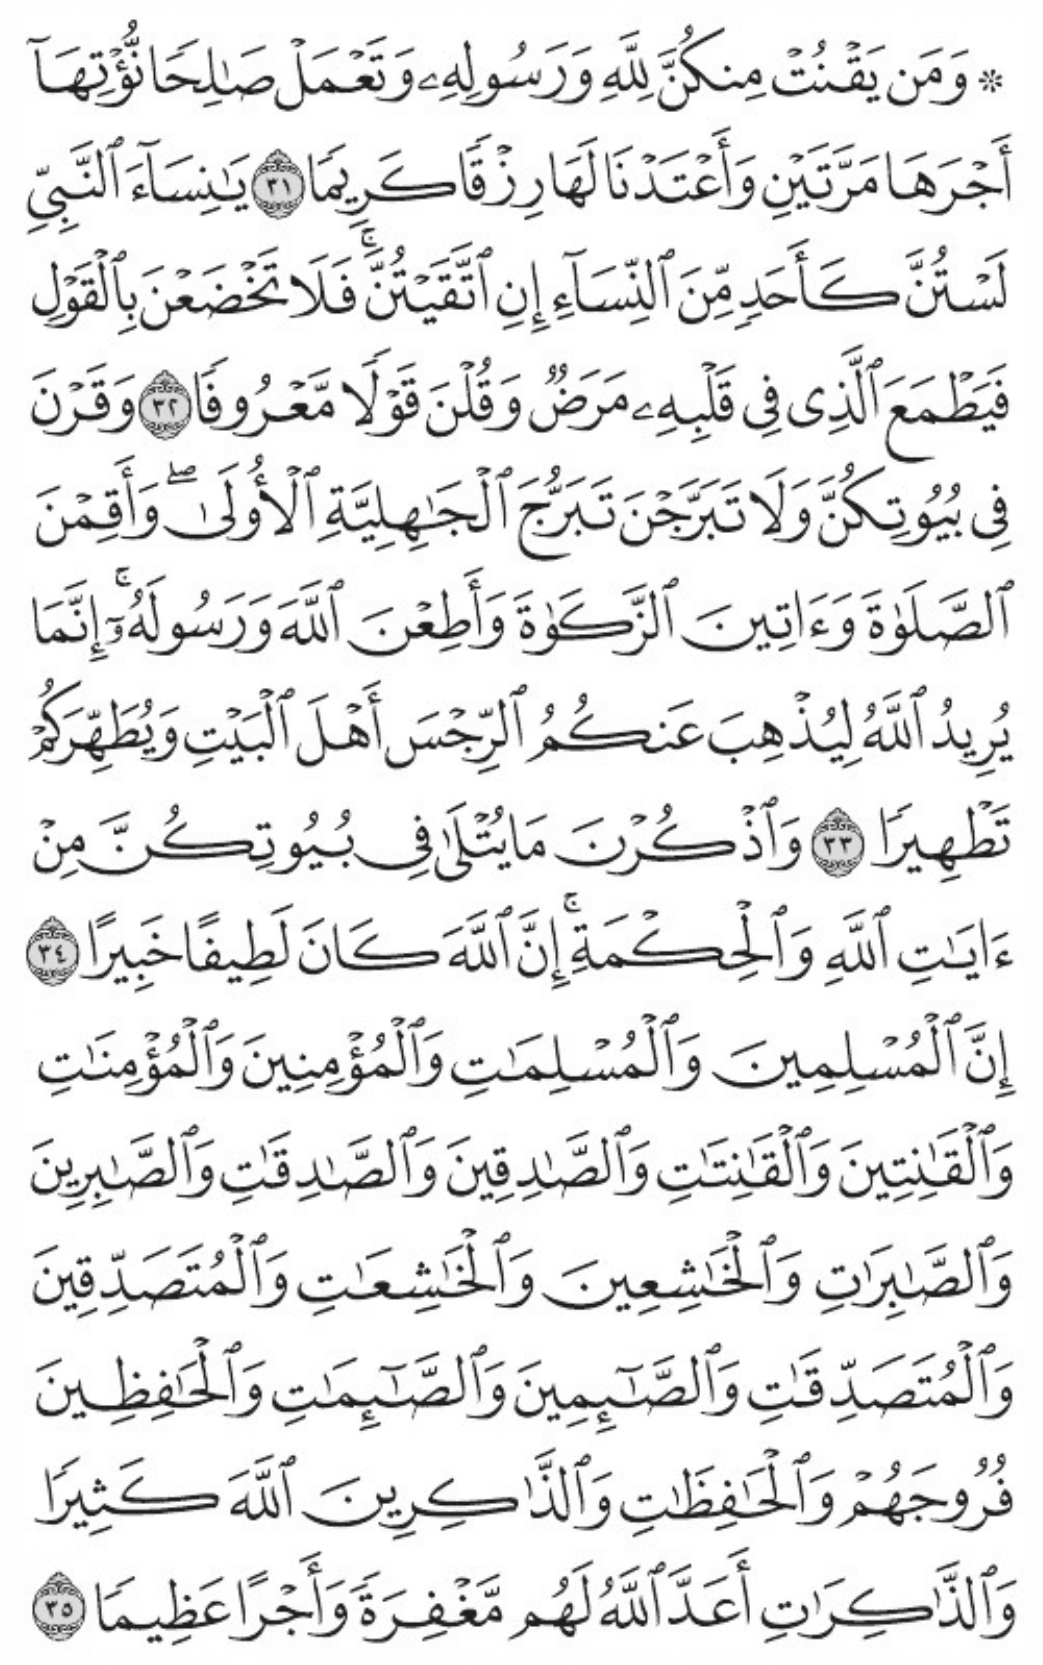 ۞ وَمَن يَقۡنُتۡ مِنكُنَّ لِلَّهِ وَرَسُولِهِۦ وَتَعۡمَلۡ صَٰلِحٗا نُّؤۡتِهَآ
أَجۡرَهَا مَرَّتَيۡنِ وَأَعۡتَدۡنَا لَهَا رِزۡقٗا كَرِيمٗا ٣١ يَٰنِسَآءَ ٱلنَّبِيِّ
لَسۡتُنَّ كَأَحَدٖ مِّنَ ٱلنِّسَآءِ إِنِ ٱتَّقَيۡتُنَّۚ فَلَا تَخۡضَعۡنَ بِٱلۡقَوۡلِ
فَيَطۡمَعَ ٱلَّذِي فِي قَلۡبِهِۦ مَرَضٞ وَقُلۡنَ قَوۡلٗا مَّعۡرُوفٗا ٣٢ وَقَرۡنَ
فِي بُيُوتِكُنَّ وَلَا تَبَرَّجۡنَ تَبَرُّجَ ٱلۡجَٰهِلِيَّةِ ٱلۡأُولَىٰۖ وَأَقِمۡنَ
ٱلصَّلَوٰةَ وَءَاتِينَ ٱلزَّكَوٰةَ وَأَطِعۡنَ ٱللَّهَ وَرَسُولَهُۥٓۚ إِنَّمَا
يُرِيدُ ٱللَّهُ لِيُذۡهِبَ عَنكُمُ ٱلرِّجۡسَ أَهۡلَ ٱلۡبَيۡتِ وَيُطَهِّرَكُمۡ
تَطۡهِيرٗا ٣٣ وَٱذۡكُرۡنَ مَا يُتۡلَىٰ فِي بُيُوتِكُنَّ مِنۡ
ءَايَٰتِ ٱللَّهِ وَٱلۡحِكۡمَةِۚ إِنَّ ٱللَّهَ كَانَ لَطِيفًا خَبِيرًا ٣٤
إِنَّ ٱلۡمُسۡلِمِينَ وَٱلۡمُسۡلِمَٰتِ وَٱلۡمُؤۡمِنِينَ وَٱلۡمُؤۡمِنَٰتِ
وَٱلۡقَٰنِتِينَ وَٱلۡقَٰنِتَٰتِ وَٱلصَّٰدِقِينَ وَٱلصَّٰدِقَٰتِ وَٱلصَّٰبِرِينَ
وَٱلصَّٰبِرَٰتِ وَٱلۡخَٰشِعِينَ وَٱلۡخَٰشِعَٰتِ وَٱلۡمُتَصَدِّقِينَ
وَٱلۡمُتَصَدِّقَٰتِ وَٱلصَّٰٓئِمِينَ وَٱلصَّٰٓئِمَٰتِ وَٱلۡحَٰفِظِينَ
فُرُوجَهُمۡ وَٱلۡحَٰفِظَٰتِ وَٱلذَّٰكِرِينَ ٱللَّهَ كَثِيرٗا
وَٱلذَّٰكِرَٰتِ أَعَدَّ ٱللَّهُ لَهُم مَّغۡفِرَةٗ وَأَجۡرًا عَظِيمٗا ٣٥